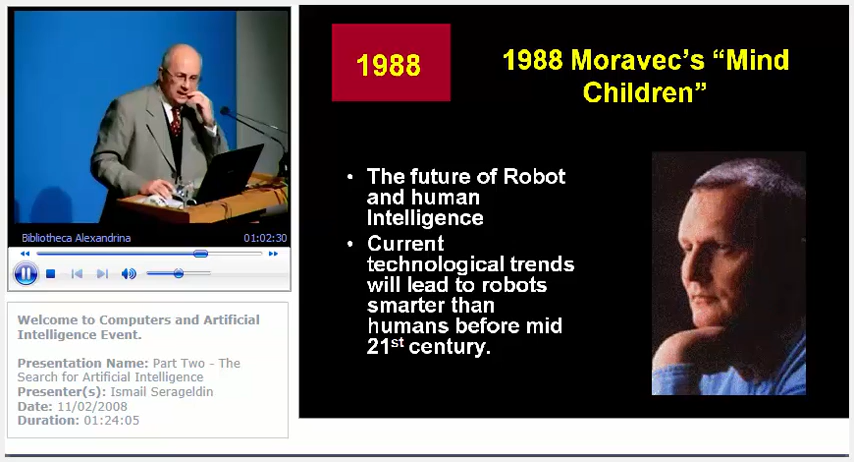 Bibliotheca Alexandrina 01:02:30
Welcome to Computers and Artificial
Intelligence Event.
Presentation Name: Part Two - The
Search for Artificial Intelligence
Presenter(s): Ismail Serageldin
Date: 11/02/2008
Duration: 01:24:05
1988
1988 Moravec's “Mind
Children”
• The future of Robot
and human
Intelligence
• Current
technological trends
will lead to robots
smarter than
humans before mid
21st century.